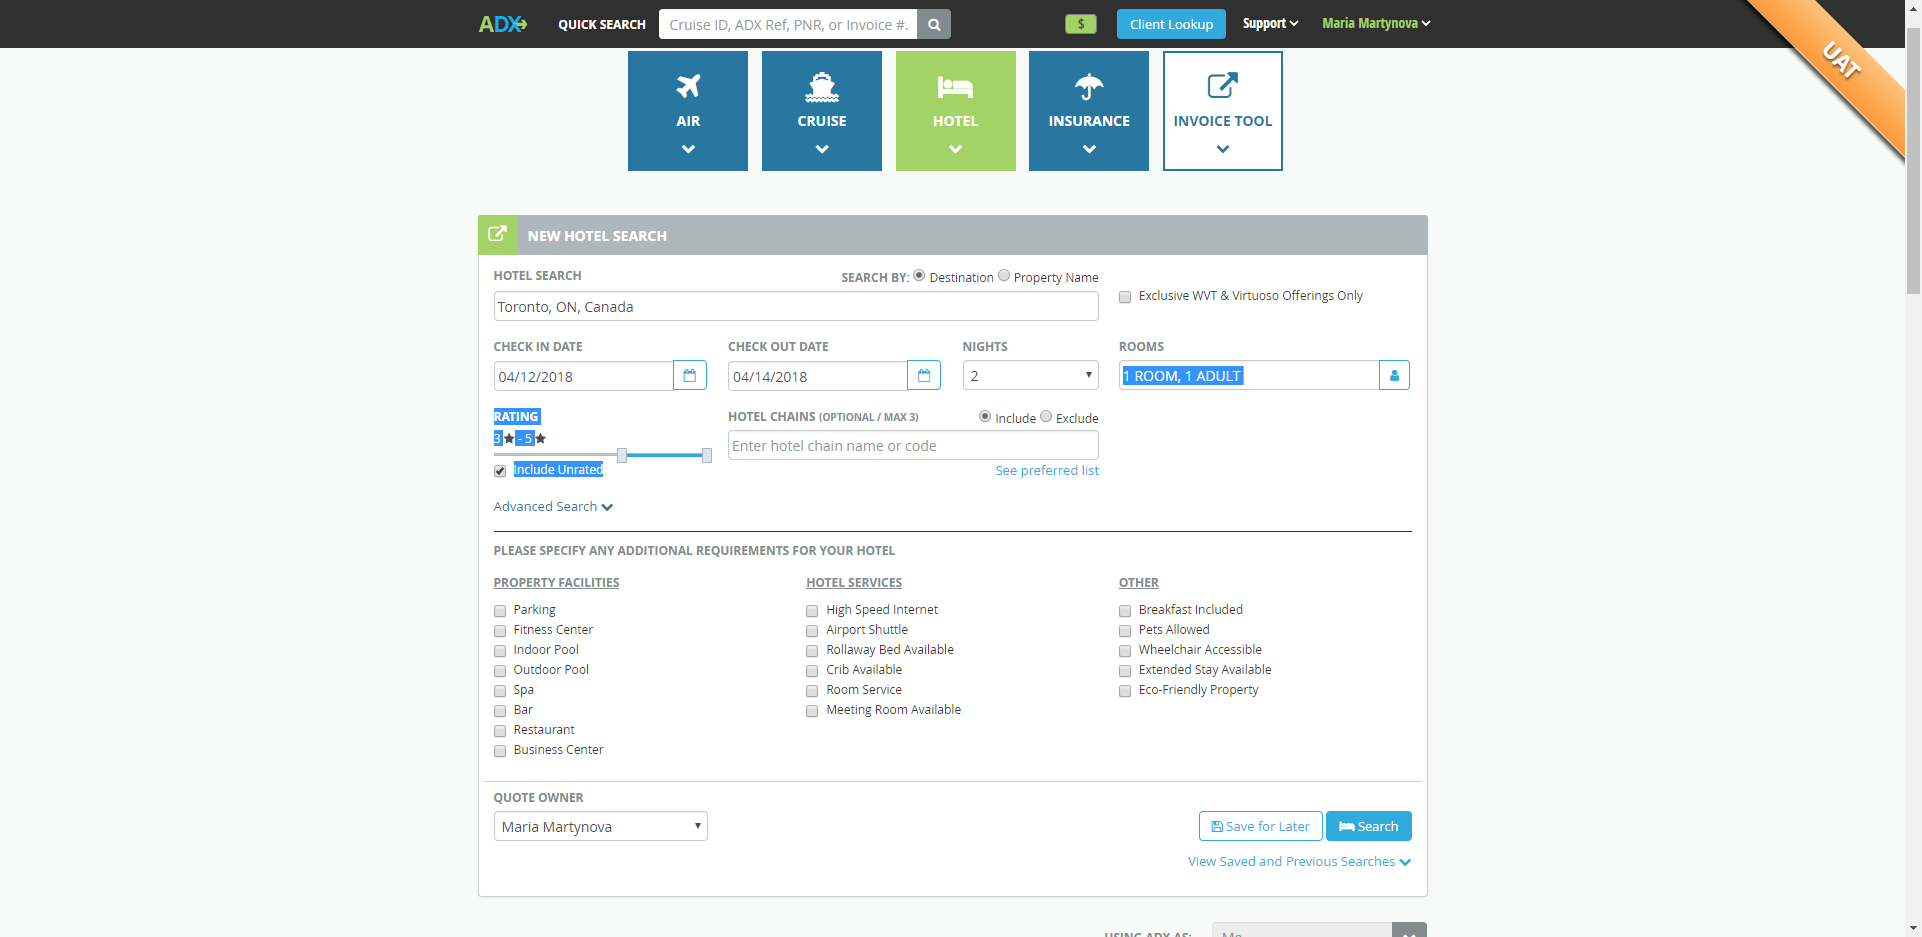 ADX QUICK SEARCH Cruise ID, ADX Ref, PNR, or Invoice #. $ Client Lookup Support Maria Martynova
UAT
AIR CRUISE HOTEL INSURANCE INVOICE TOOL
NEW HOTEL SEARCH
HOTEL SEARCH SEARCH BY: Destination Property Name
Toronto, ON, Canada Exclusive WVT & Virtuoso Offerings Only
CHECK IN DATE CHECK OUT DATE NIGHTS ROOMS
04/12/2018 04/14/2018 2 1 ROOM, 1 ADULT
RATING HOTEL CHAINS (OPTIONAL / MAX 3) Include Exclude
3★ - 5★ Enter hotel chain name or code
Include Unrated See preferred list
Advanced Search
PLEASE SPECIFY ANY ADDITIONAL REQUIREMENTS FOR YOUR HOTEL
PROPERTY FACILITIES HOTEL SERVICES OTHER
Parking High Speed Internet Breakfast Included
Fitness Center Airport Shuttle Pets Allowed
Indoor Pool Rollaway Bed Available Wheelchair Accessible
Outdoor Pool Crib Available Extended Stay Available
Spa Room Service Eco-Friendly Property
Bar Meeting Room Available
Restaurant
Business Center
QUOTE OWNER
Maria Martynova Save for Later Search
View Saved and Previous Searches
USING ADX AS: Me